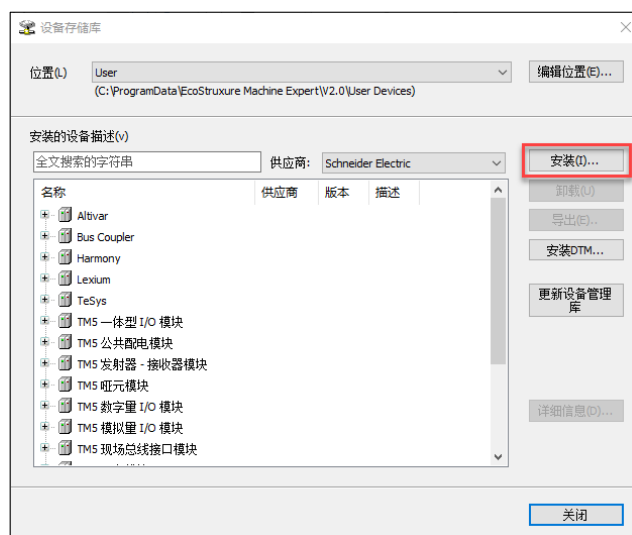 设备存储库
位置(L)
User
编辑位置(E)...
(C:\ProgramData\EcoStruxure Machine Expert\V2.0\User Devices)
安装的设备描述(v)
全文搜索的字符串
供应商:
Schneider Electric
安装(I)...
名称
供应商
版本
描述
卸载(U)
Altivar
导出(E)..
Bus Coupler
Harmony
安装DTM...
Lexium
TeSys
更新设备管理
库
TM5 一体型 I/O 模块
TM5 公共配电模块
TM5 发射器 - 接收器模块
TM5 哑元模块
TM5 数字量 I/O 模块
详细信息(D)...
TM5 模拟量 I/O 模块
TM5 现场总线接口模块
关闭